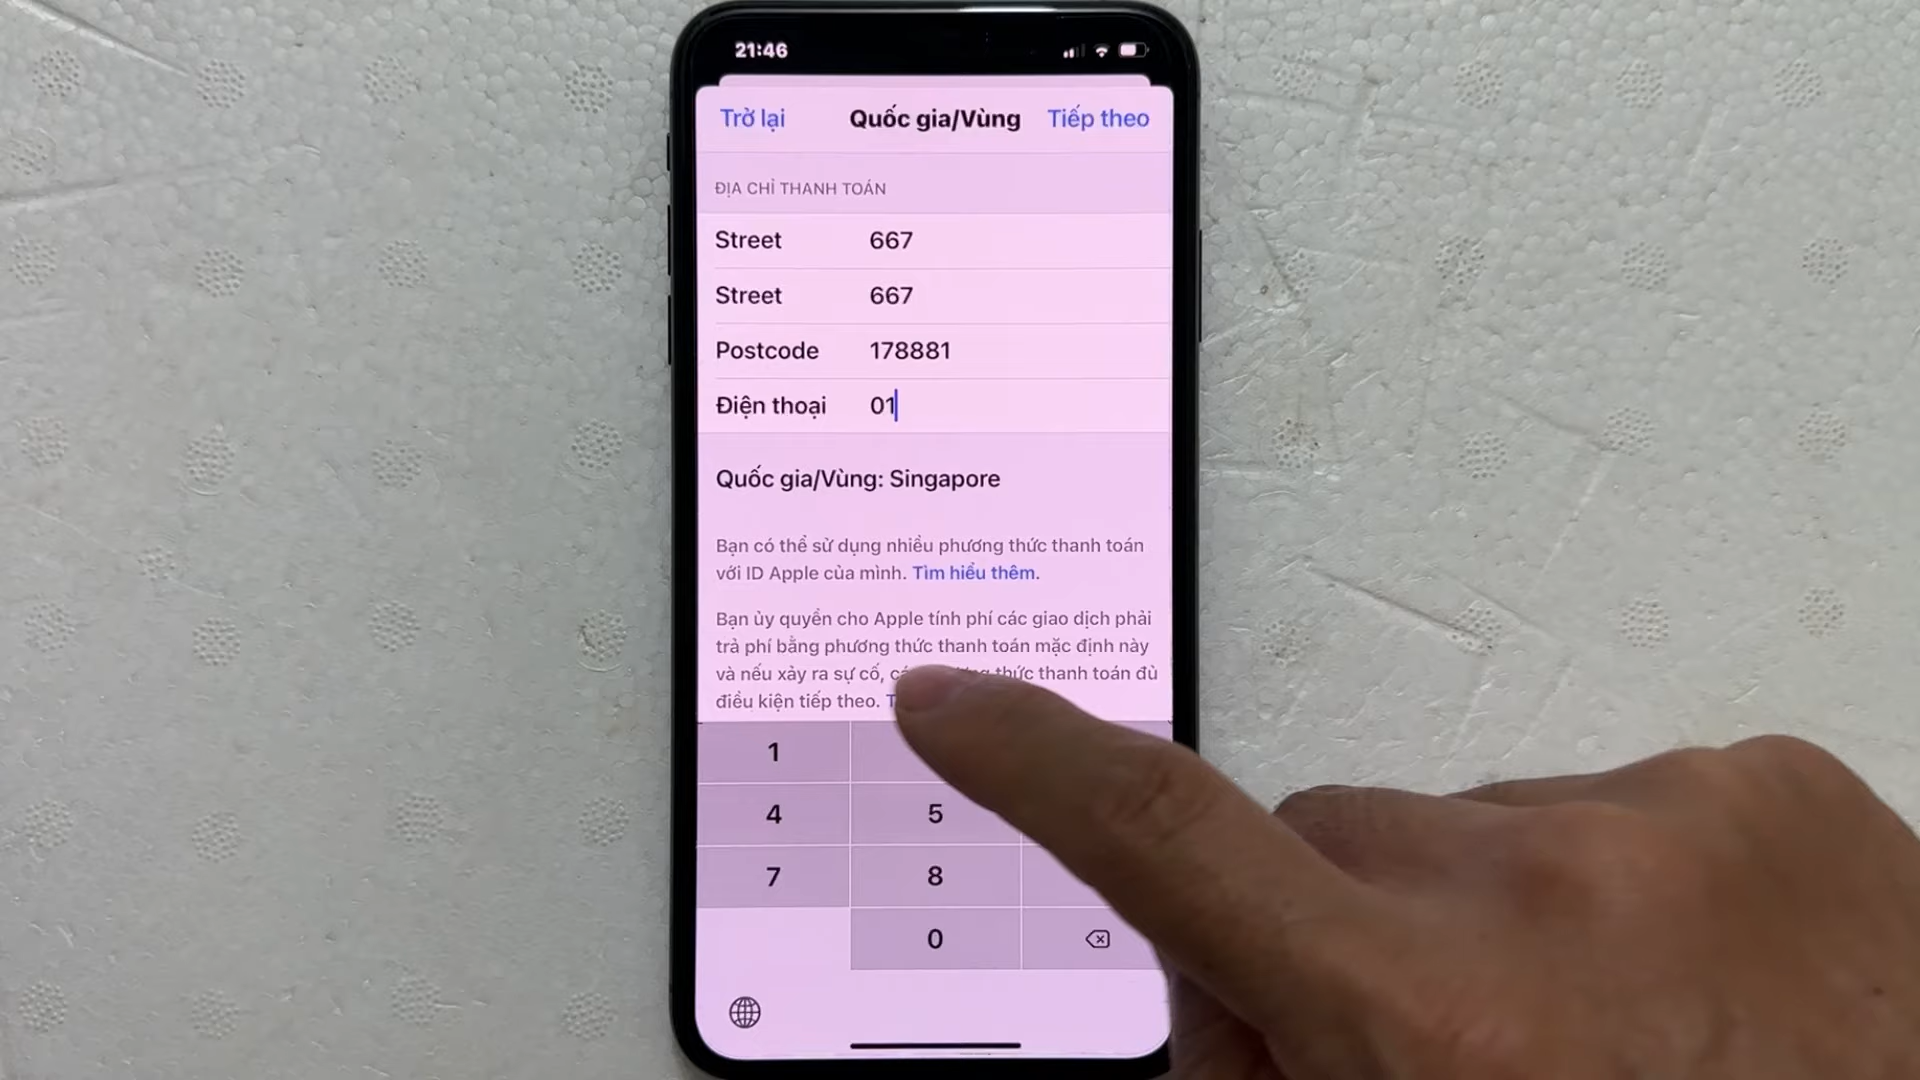 21:46
Trở lại Quốc gia/Vùng Tiếp theo
ĐỊA CHỈ THANH TOÁN
Street 667
Street 667
Postcode 178881
Điện thoại 01
Quốc gia/Vùng: Singapore
Bạn có thể sử dụng nhiều phương thức thanh toán
với ID Apple của mình. Tìm hiểu thêm.
Bạn ủy quyền cho Apple tính phí các giao dịch phải
trả phí bằng phương thức thanh toán mặc định này
và nếu xảy ra sự cố, thức thanh toán đủ
điều kiện tiếp theo.
1
4 5
7 8
0